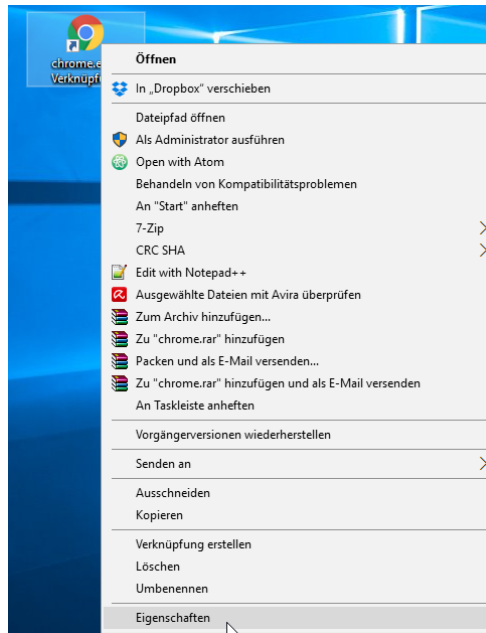 chrome.e
Verknüpf
Öffnen
In „Dropbox" verschieben
Dateipfad öffnen
Als Administrator ausführen
Open with Atom
Behandeln von Kompatibilitätsproblemen
An "Start" anheften
7-Zip
CRC SHA
Edit with Notepad++
Ausgewählte Dateien mit Avira überprüfen
Zum Archiv hinzufügen...
Zu "chrome.rar" hinzufügen
Packen und als E-Mail versenden...
Zu "chrome.rar" hinzufügen und als E-Mail versenden
An Taskleiste anheften
Vorgängerversionen wiederherstellen
Senden an
Ausschneiden
Kopieren
Verknüpfung erstellen
Löschen
Umbenennen
Eigenschaften